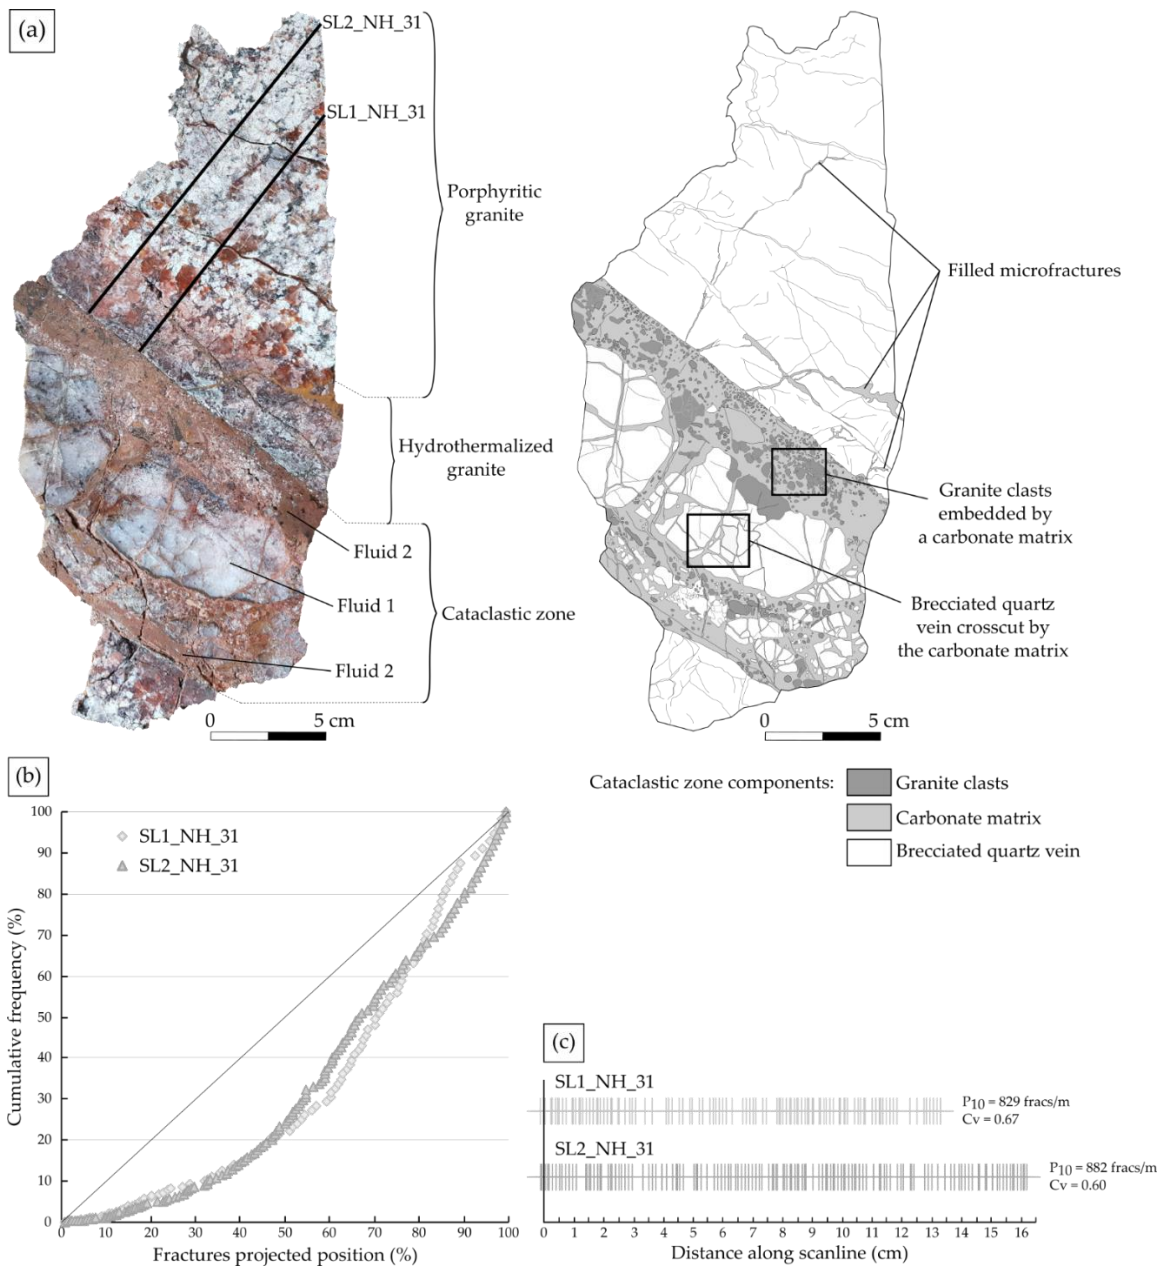 (a)
SL2_NH_31
SL1_NH_31
Porphyritic
granite
Hydrothermalized
granite
Fluid 2
Fluid 1
Cataclastic zone
Fluid 2
0 5 cm
Filled microfractures
Granite clasts
embedded by
a carbonate matrix
Brecciated quartz
vein crosscut by
the carbonate matrix
0 5 cm
Cataclastic zone components:
Granite clasts
Carbonate matrix
Brecciated quartz vein
(b)
SL1_NH_31
SL2_NH_31
Cumulative frequency (%)
100
90
80
70
60
50
40
30
20
10
0
0 10 20 30 40 50 60 70 80 90 100
Fractures projected position (%)
(c)
SL1_NH_31
P10 = 829 fracs/m
Cv = 0.67
SL2_NH_31
P10 = 882 fracs/m
Cv = 0.60
0 1 2 3 4 5 6 7 8 9 10 11 12 13 14 15 16
Distance along scanline (cm)